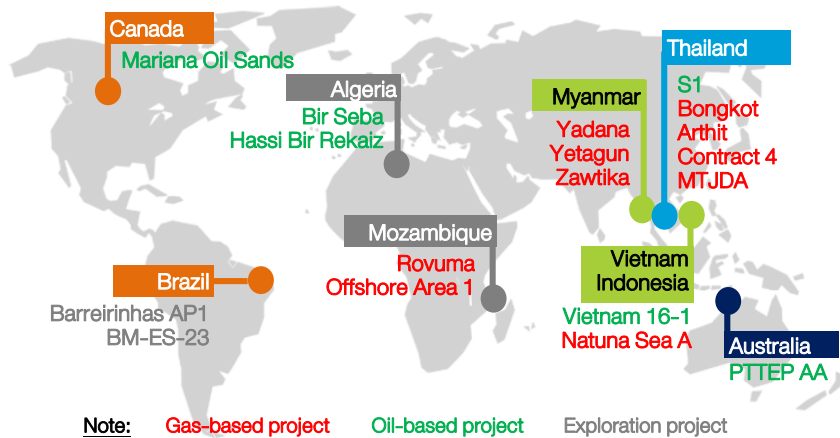 Canada
Mariana Oil Sands
Algeria
Bir Seba
Hassi Bir Rekaiz
Myanmar
Yadana
Yetagun
Zawtika
Thailand
S1
Bongkot
Arthit
Contract 4
MTJDA
Brazil
Barreirinhas AP1
BM-ES-23
Mozambique
Rovuma
Offshore Area 1
Vietnam
Indonesia
Vietnam 16-1
Natuna Sea A
Australia
PTTEP AA
Note: Gas-based project Oil-based project Exploration project